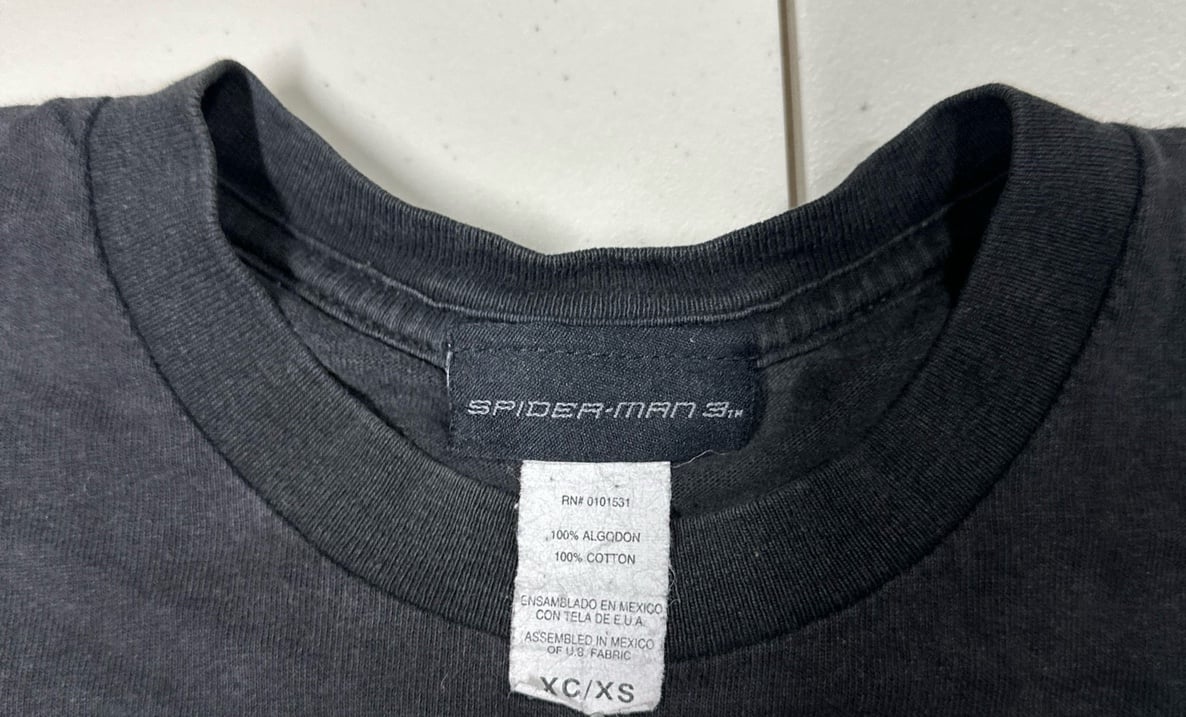 SPIDER-MAN 3™
RN# 0101531
100% ALGODON
100% COTTON
ENSAMBLADO EN MEXICO
CON TELA DE E.U.A.
ASSEMBLED IN MEXICO
OF U.S. FABRIC
XC/XS